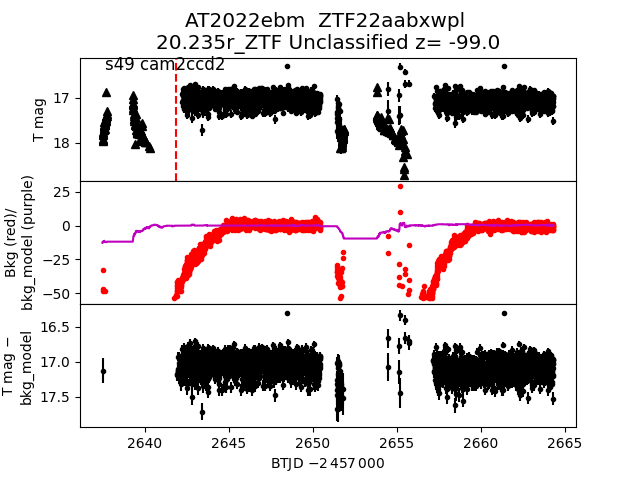 AT2022ebm  ZTF22aabxwpl
20.235r_ZTF Unclassified z= -99.0
s49 cam2ccd2
T mag
17
18
Bkg (red)/
bkg_model (purple)
25
0
−25
−50
T mag −
bkg_model
16.5
17.0
17.5
2640 2645 2650 2655 2660 2665
BTJD −2 457 000